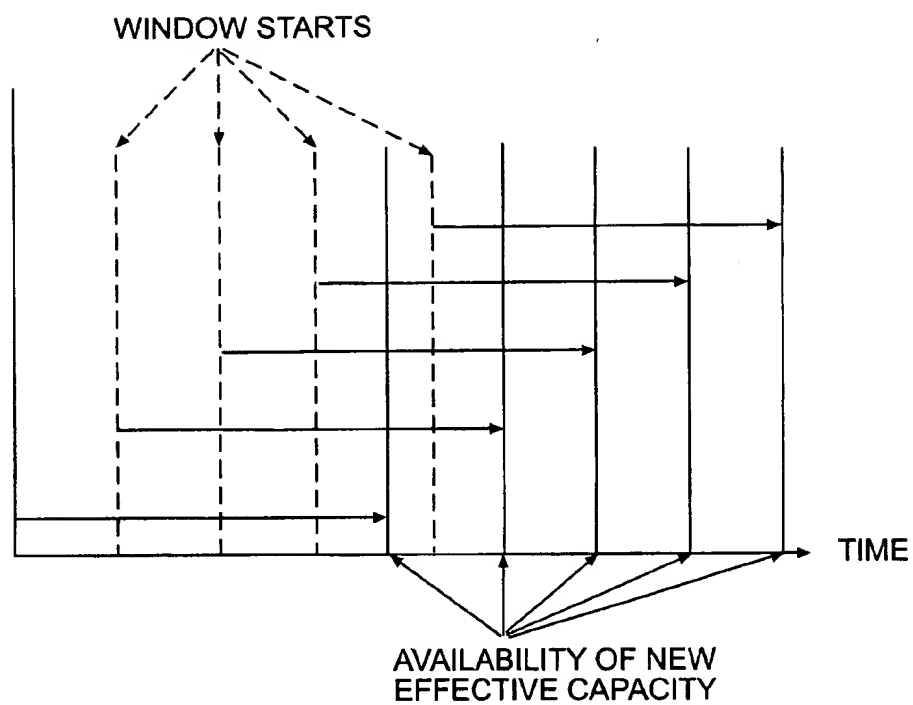 WINDOW STARTS
TIME
AVAILABILITY OF NEW
EFFECTIVE CAPACITY